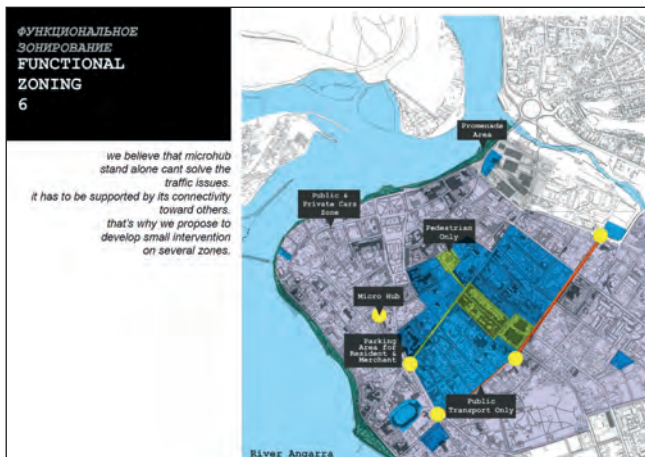 ФУНКЦИОНАЛЬНОЕ
ЗОНИРОВАНИЕ
FUNCTIONAL
ZONING
6
we believe that microhub
stand alone cant solve the
traffic issues.
it has to be supported by its connectivity
toward others.
that's why we propose to
develop small intervention
on several zones.
Promenade
Area
Public &
Private Cars
Zone
Pedestrian
Only
Micro Hub
Parking
Area for
Resident &
Merchant
Public
Transport Only
River Angarra